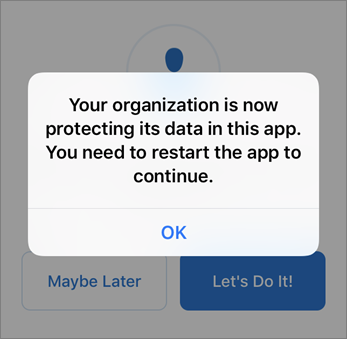 Your organization is now
protecting its data in this app.
You need to restart the app to
continue.
OK
Maybe Later
Let's Do It!